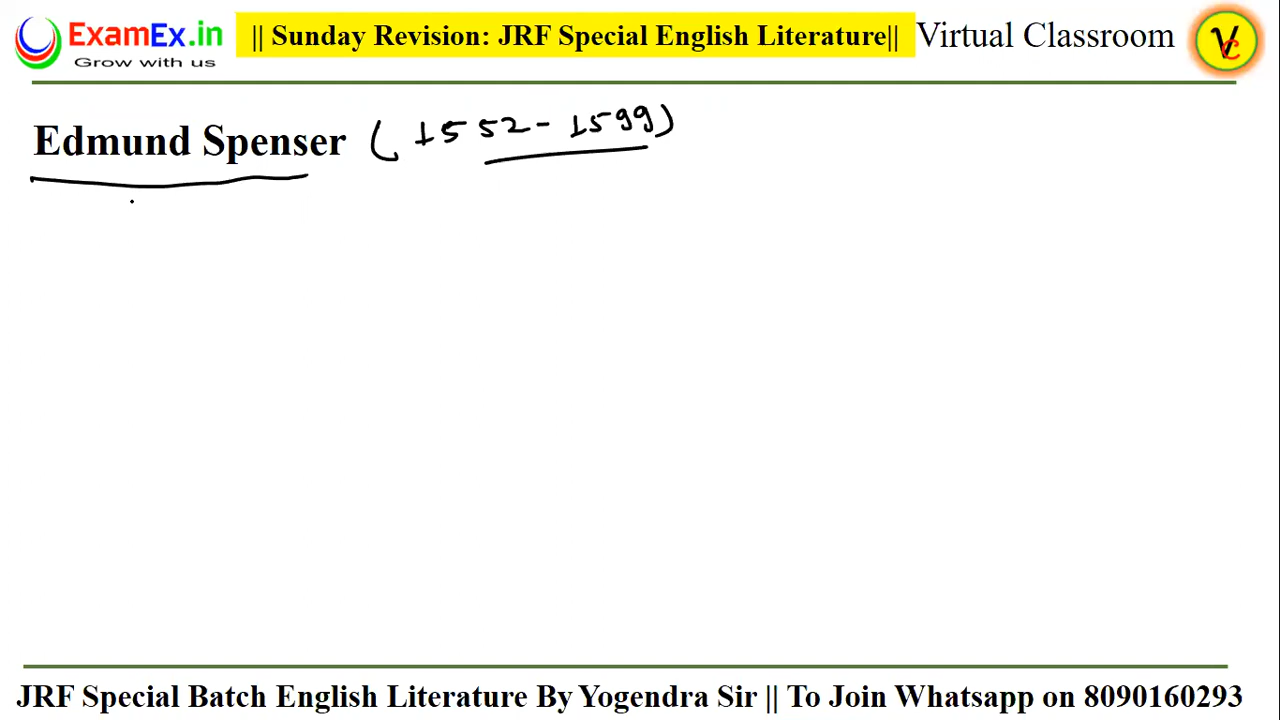 ExamEx.in
Grow with us
|| Sunday Revision: JRF Special English Literature||
Virtual Classroom
VC
Edmund Spenser (1552-1599)
JRF Special Batch English Literature By Yogendra Sir || To Join Whatsapp on 8090160293